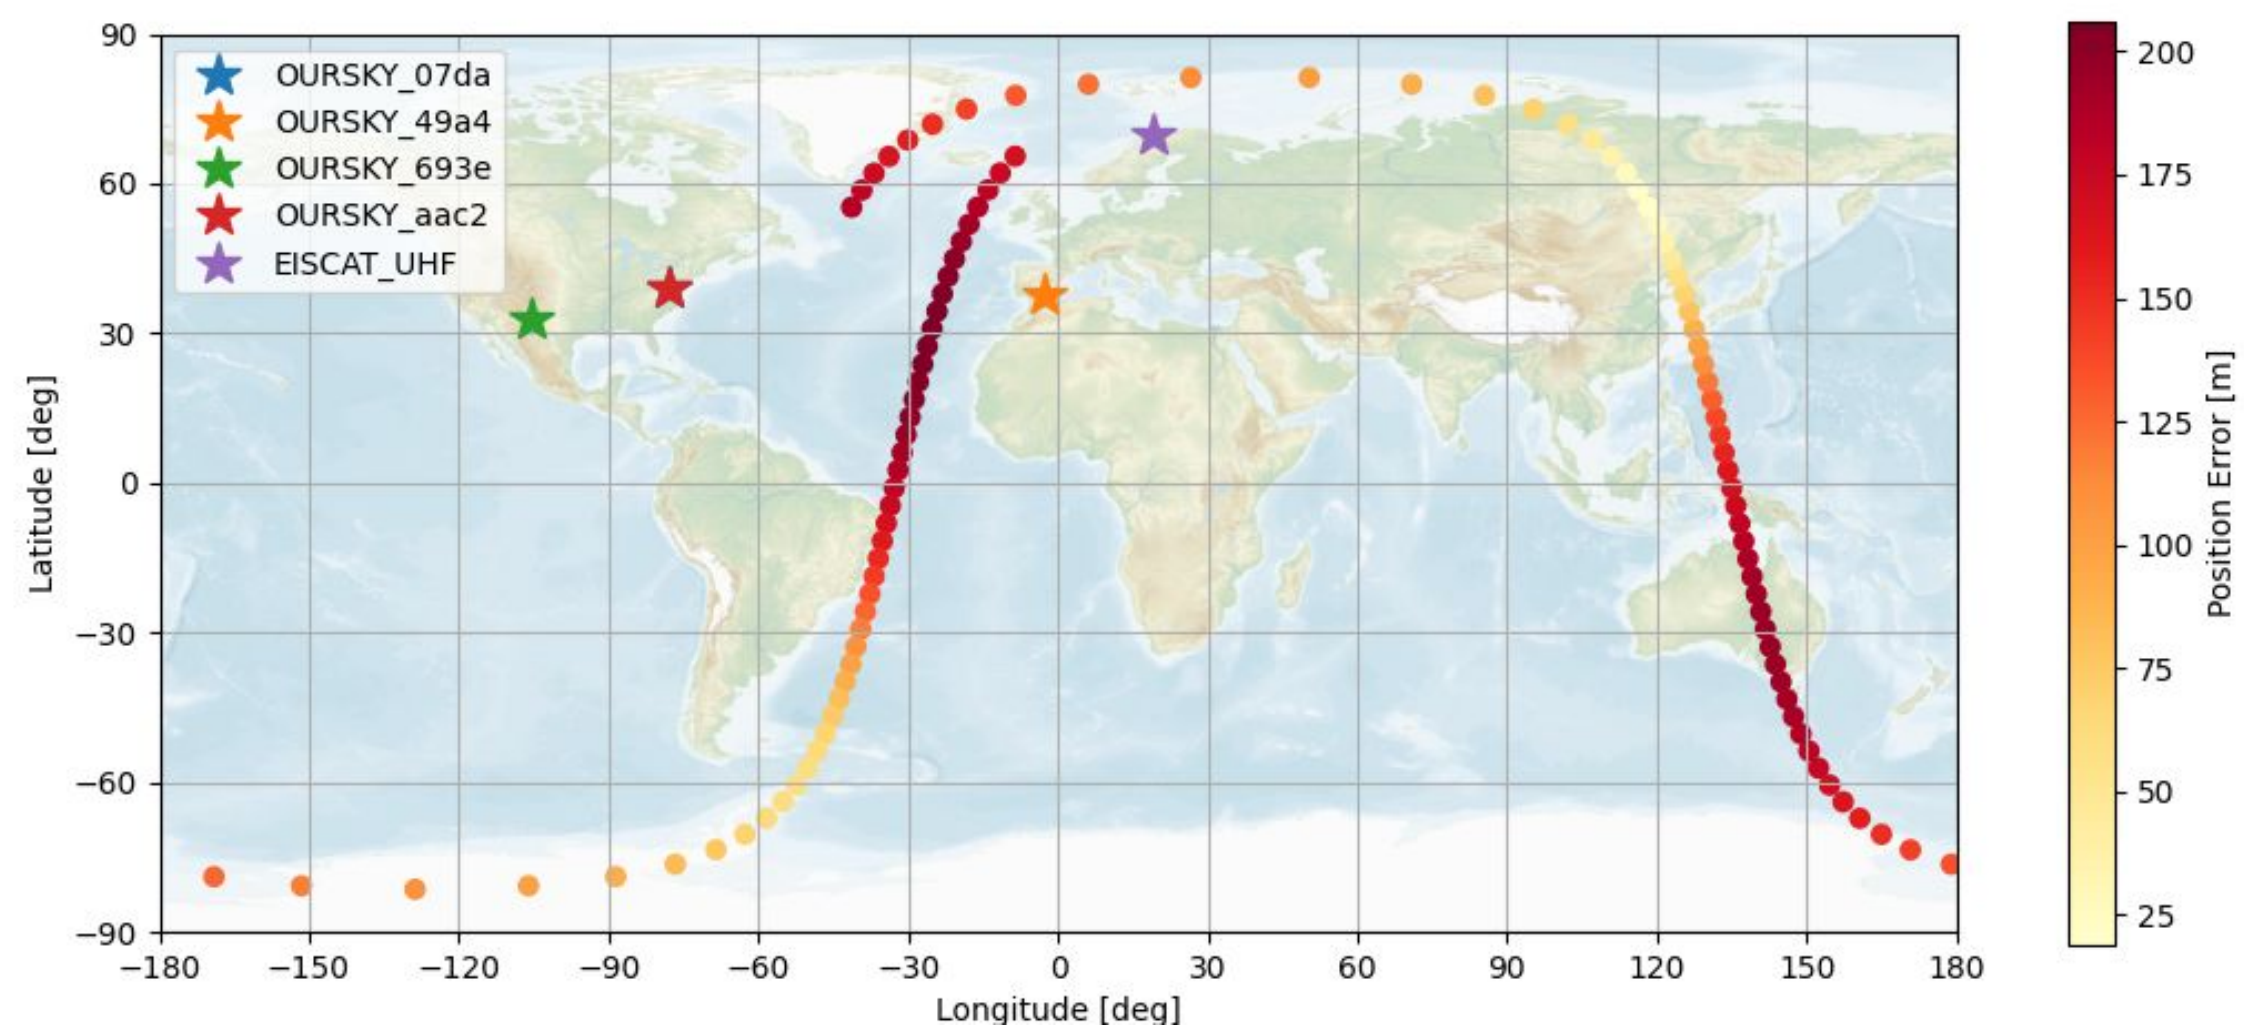 OURSKY_07da
OURSKY_49a4
OURSKY_693e
OURSKY_aac2
EISCAT_UHF
90
60
30
0
−30
−60
−90
Latitude [deg]
−180 −150 −120 −90 −60 −30 0 30 60 90 120 150 180
Longitude [deg]
200
175
150
125
100
75
50
25
Position Error [m]